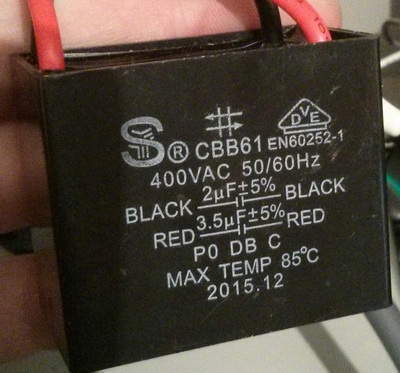 S ® CBB61 DVE EN60252-1
400VAC 50/60Hz
BLACK 2μF±5% BLACK
RED 3.5μF±5% RED
P0 DB C
MAX TEMP 85°C
2015.12